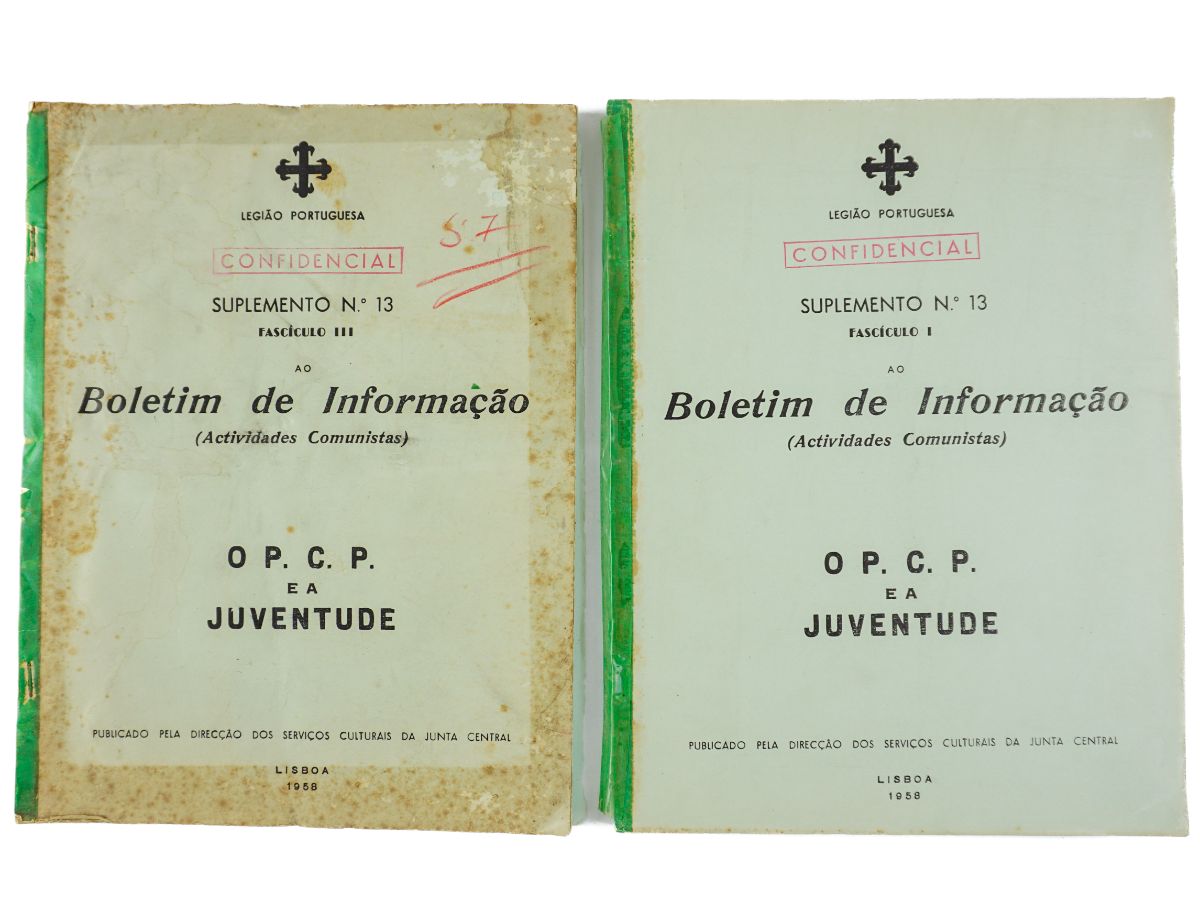 LEGIÃO PORTUGUESA
CONFIDENCIAL
SUPLEMENTO N.º 13
FASCÍCULO III
AO
Boletim de Informação
(Actividades Comunistas)
O P. C. P.
E A
JUVENTUDE
PUBLICADO PELA DIRECÇÃO DOS SERVIÇOS CULTURAIS DA JUNTA CENTRAL
LISBOA
1958
LEGIÃO PORTUGUESA
CONFIDENCIAL
SUPLEMENTO N.º 13
FASCÍCULO I
AO
Boletim de Informação
(Actividades Comunistas)
O P. C. P.
E A
JUVENTUDE
PUBLICADO PELA DIRECÇÃO DOS SERVIÇOS CULTURAIS DA JUNTA CENTRAL
LISBOA
1958